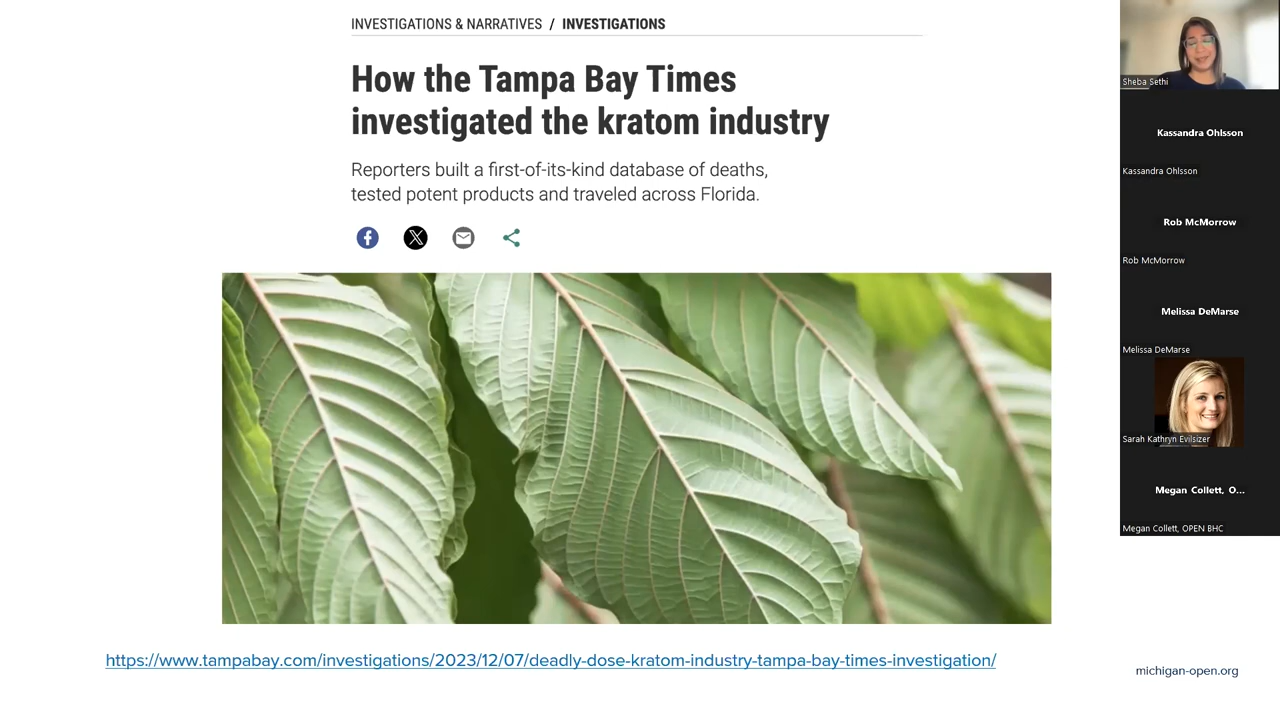 INVESTIGATIONS & NARRATIVES / INVESTIGATIONS
How the Tampa Bay Times
investigated the kratom industry
Reporters built a first-of-its-kind database of deaths,
tested potent products and traveled across Florida.
https://www.tampabay.com/investigations/2023/12/07/deadly-dose-kratom-industry-tampa-bay-times-investigation/
michigan-open.org
Sheba Sethi
Kassandra Ohlsson
Kassandra Ohlsson
Rob McMorrow
Rob McMorrow
Melissa DeMarse
Melissa DeMarse
Sarah Kathryn Evilsizer
Megan Collett, O...
Megan Collett, OPEN BHC